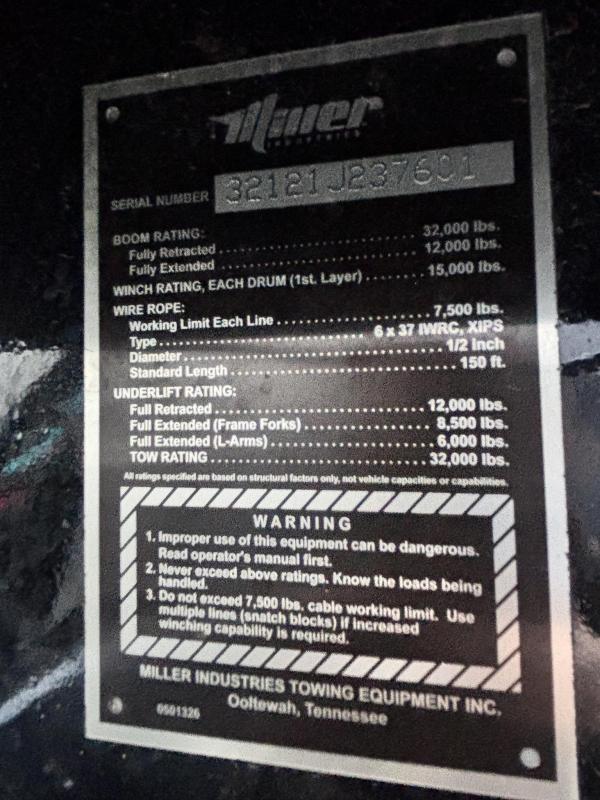 Miller
INDUSTRIES
SERIAL NUMBER 32121J237601
BOOM RATING:
Fully Retracted 32,000 lbs.
Fully Extended 12,000 lbs.
WINCH RATING, EACH DRUM (1st. Layer) 15,000 lbs.
WIRE ROPE:
Working Limit Each Line 7,500 lbs.
Type 6 x 37 IWRC, XIPS
Diameter 1/2 Inch
Standard Length 150 ft.
UNDERLIFT RATING:
Full Retracted 12,000 lbs.
Full Extended (Frame Forks) 8,500 lbs.
Full Extended (L-Arms) 6,000 lbs.
TOW RATING 32,000 lbs.
All ratings specified are based on structural factors only, not vehicle capacities or capabilities.
WARNING
1. Improper use of this equipment can be dangerous.
Read operator's manual first.
2. Never exceed above ratings. Know the loads being
handled.
3. Do not exceed 7,500 lbs. cable working limit. Use
multiple lines (snatch blocks) if increased
winching capability is required.
MILLER INDUSTRIES TOWING EQUIPMENT INC.
0501326 Ooltewah, Tennessee